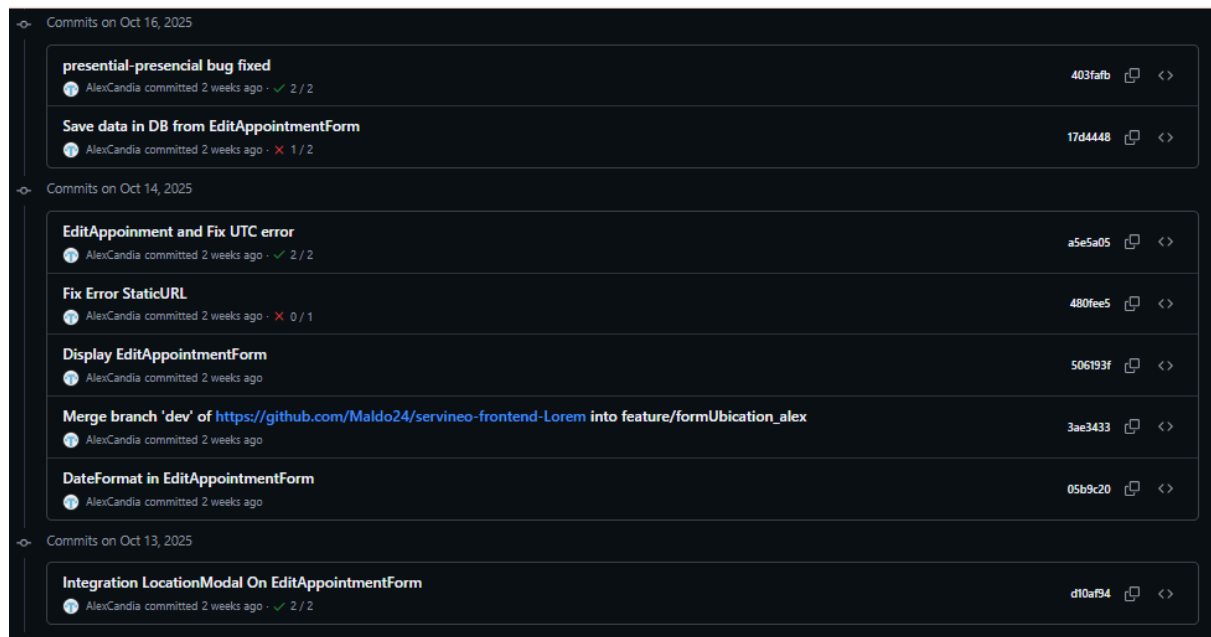 Commits on Oct 16, 2025
presential-presencial bug fixed
403fafb
AlexCandia committed 2 weeks ago · ✓ 2 / 2
Save data in DB from EditAppointmentForm
17d4448
AlexCandia committed 2 weeks ago · ✕ 1 / 2
Commits on Oct 14, 2025
EditAppoinment and Fix UTC error
a5e5a05
AlexCandia committed 2 weeks ago · ✓ 2 / 2
Fix Error StaticURL
480fee5
AlexCandia committed 2 weeks ago · ✕ 0 / 1
Display EditAppointmentForm
506193f
AlexCandia committed 2 weeks ago
Merge branch 'dev' of https://github.com/Maldo24/servineo-frontend-Lorem into feature/formUbication_alex
3ae3433
AlexCandia committed 2 weeks ago
DateFormat in EditAppointmentForm
05b9c20
AlexCandia committed 2 weeks ago
Commits on Oct 13, 2025
Integration LocationModal On EditAppointmentForm
d10af94
AlexCandia committed 2 weeks ago · ✓ 2 / 2